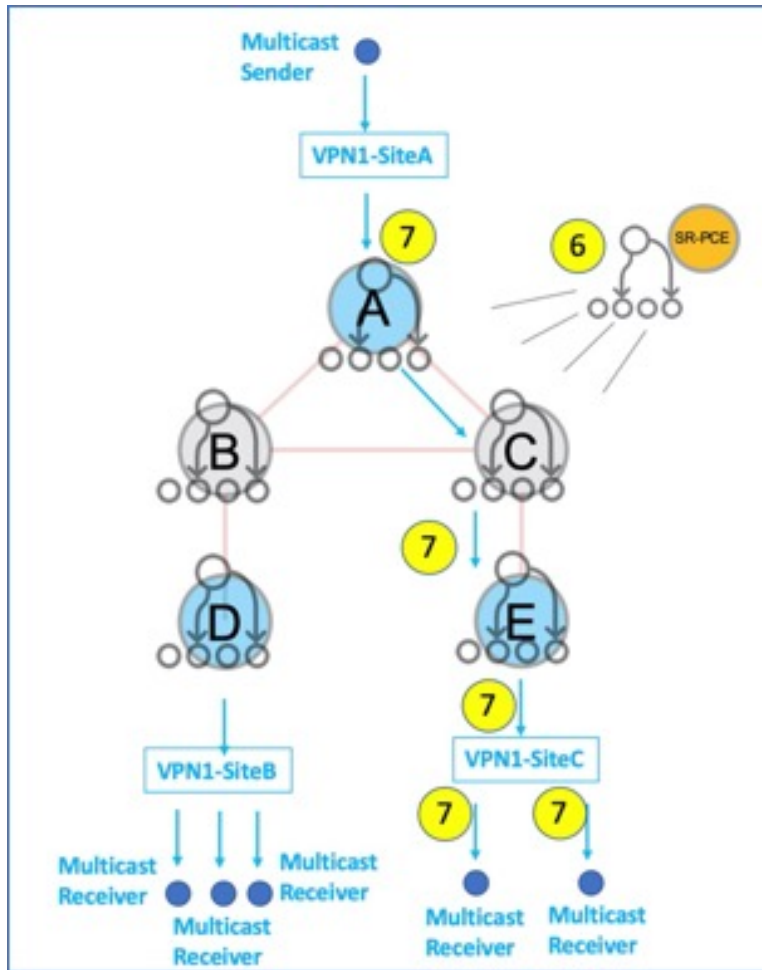 Multicast
Sender
VPN1-SiteA
7
6
SR-PCE
A
B
C
7
D
E
7
VPN1-SiteB
VPN1-SiteC
7
7
Multicast
Receiver
Multicast
Receiver
Multicast
Receiver
Multicast
Receiver
Multicast
Receiver